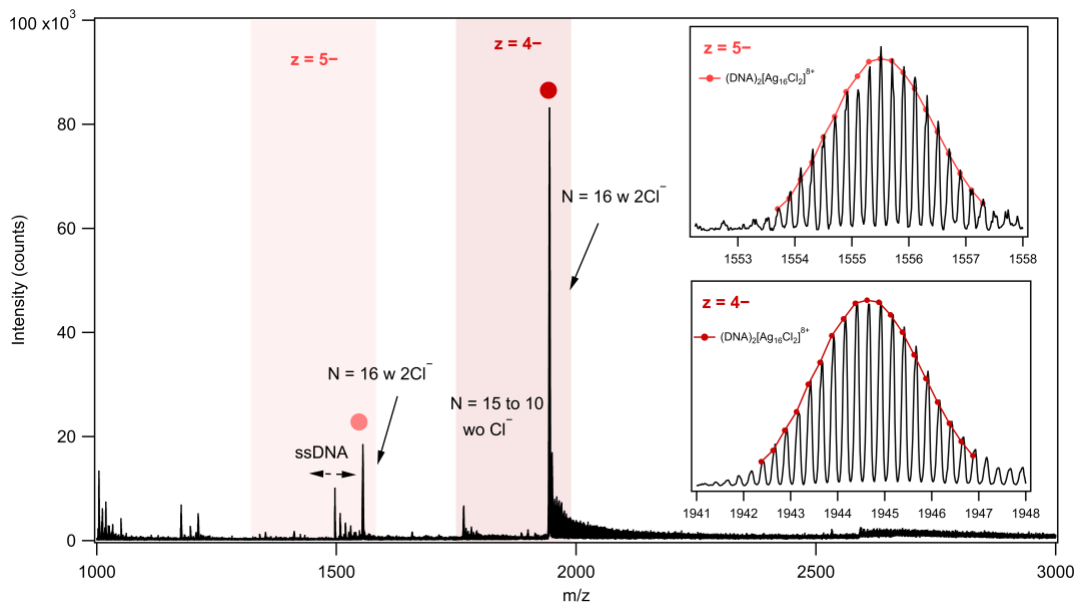 100 x10³
80
60
40
20
0
Intensity (counts)
z = 5−
z = 4−
N = 16 w 2Cl⁻
N = 16 w 2Cl⁻
N = 15 to 10
wo Cl⁻
ssDNA
1000
1500
2000
2500
3000
m/z
z = 5−
(DNA)₂[Ag₁₆Cl₂]⁸⁺
1553
1554
1555
1556
1557
1558
z = 4−
(DNA)₂[Ag₁₆Cl₂]⁸⁺
1941
1942
1943
1944
1945
1946
1947
1948